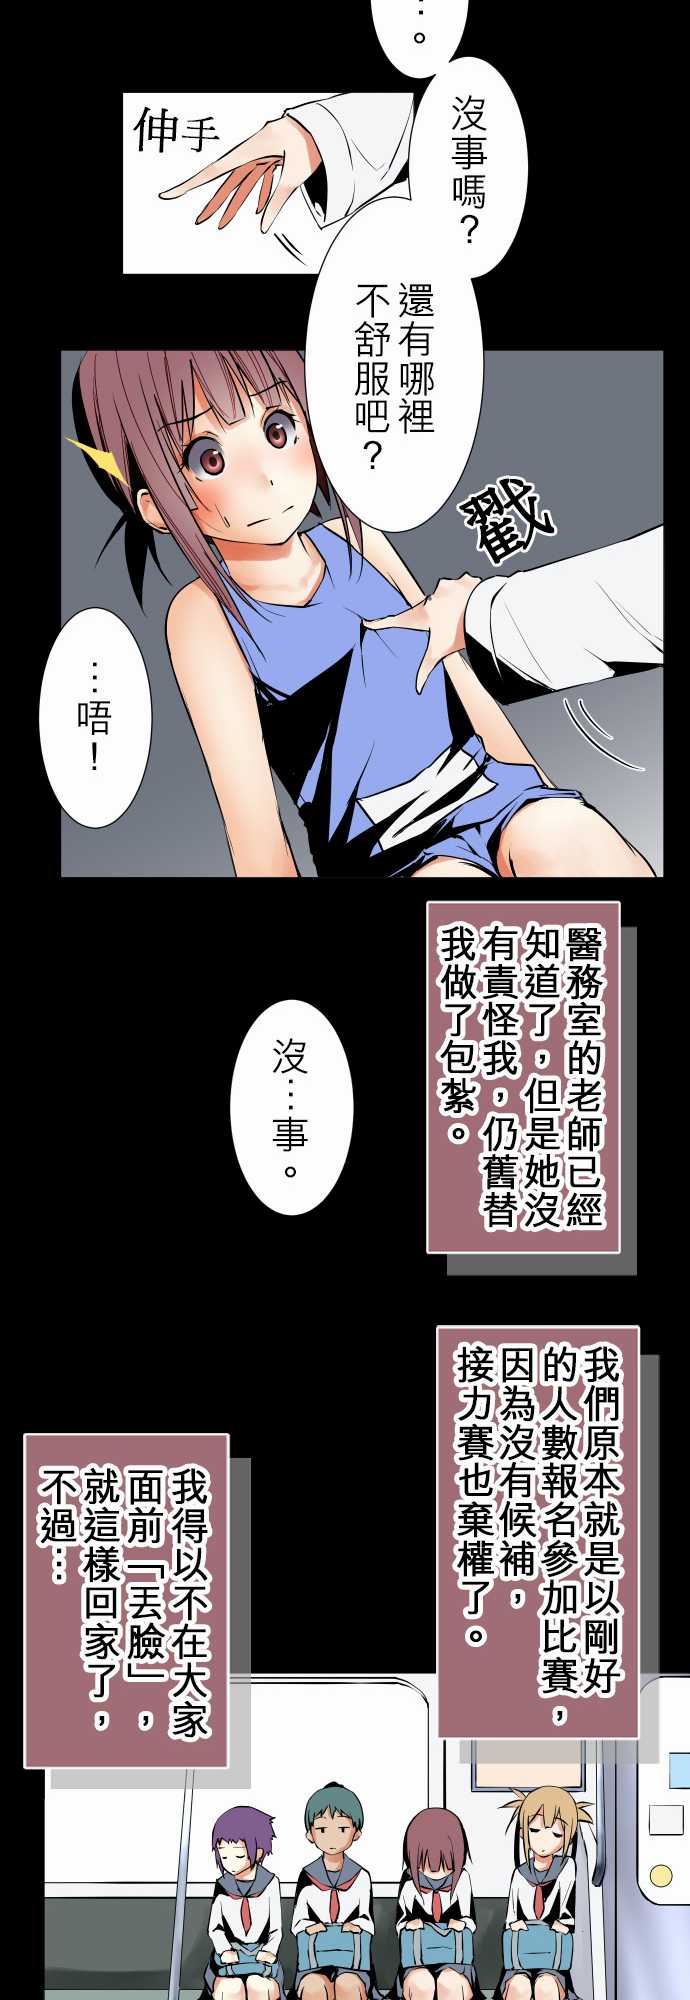 …。
伸手
沒事嗎？
還有哪裡
不舒服吧？
戳
…唔！
醫務室的老師已經
知道了，但是她沒
有責怪我，仍舊替
我做了包紮。
沒…事。
我們原本就是以剛好
的人數報名參加比賽，
因為沒有候補，
接力賽也棄權了。
我得以不在大家
面前「丟臉」，
就這樣回家了，
不過…